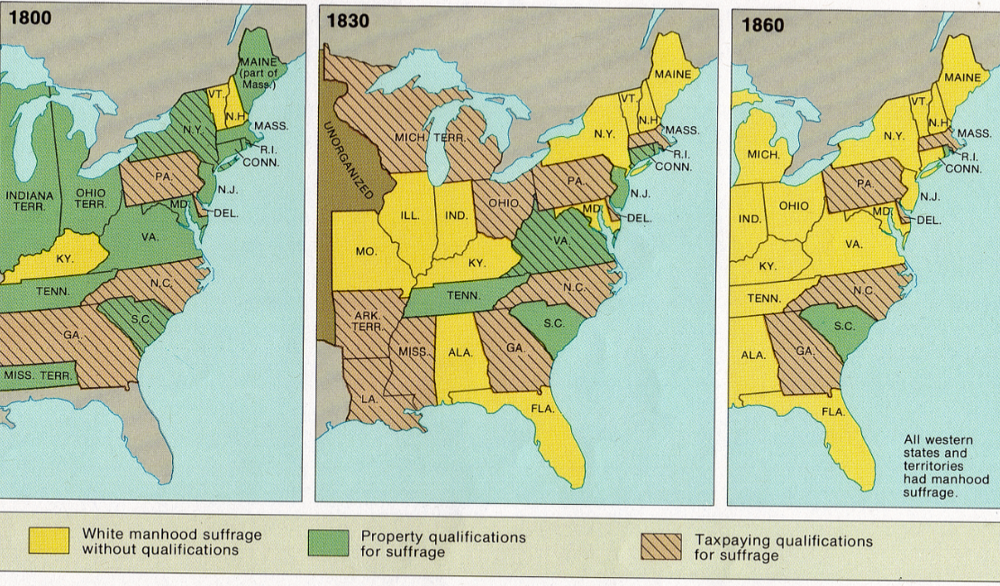 1800
MAINE
(part of
Mass.)
VT.
N.H.
MASS.
N.Y.
R.I.
CONN.
PA.
N.J.
INDIANA
TERR.
OHIO
TERR.
MD.
DEL.
VA.
KY.
N.C.
TENN.
S.C.
GA.
MISS. TERR.
1830
UNORGANIZED
MICH. TERR.
MAINE
VT.
N.H.
MASS.
N.Y.
R.I.
CONN.
PA.
N.J.
ILL.
IND.
OHIO
MD.
DEL.
VA.
MO.
KY.
N.C.
TENN.
ARK.
TERR.
S.C.
MISS.
ALA.
GA.
LA.
FLA.
1860
MAINE
VT.
N.H.
MASS.
N.Y.
R.I.
MICH.
CONN.
PA.
N.J.
IND.
OHIO
MD.
DEL.
VA.
KY.
N.C.
TENN.
S.C.
ALA.
GA.
FLA.
All western
states and
territories
had manhood
suffrage.
White manhood suffrage
without qualifications
Property qualifications
for suffrage
Taxpaying qualifications
for suffrage